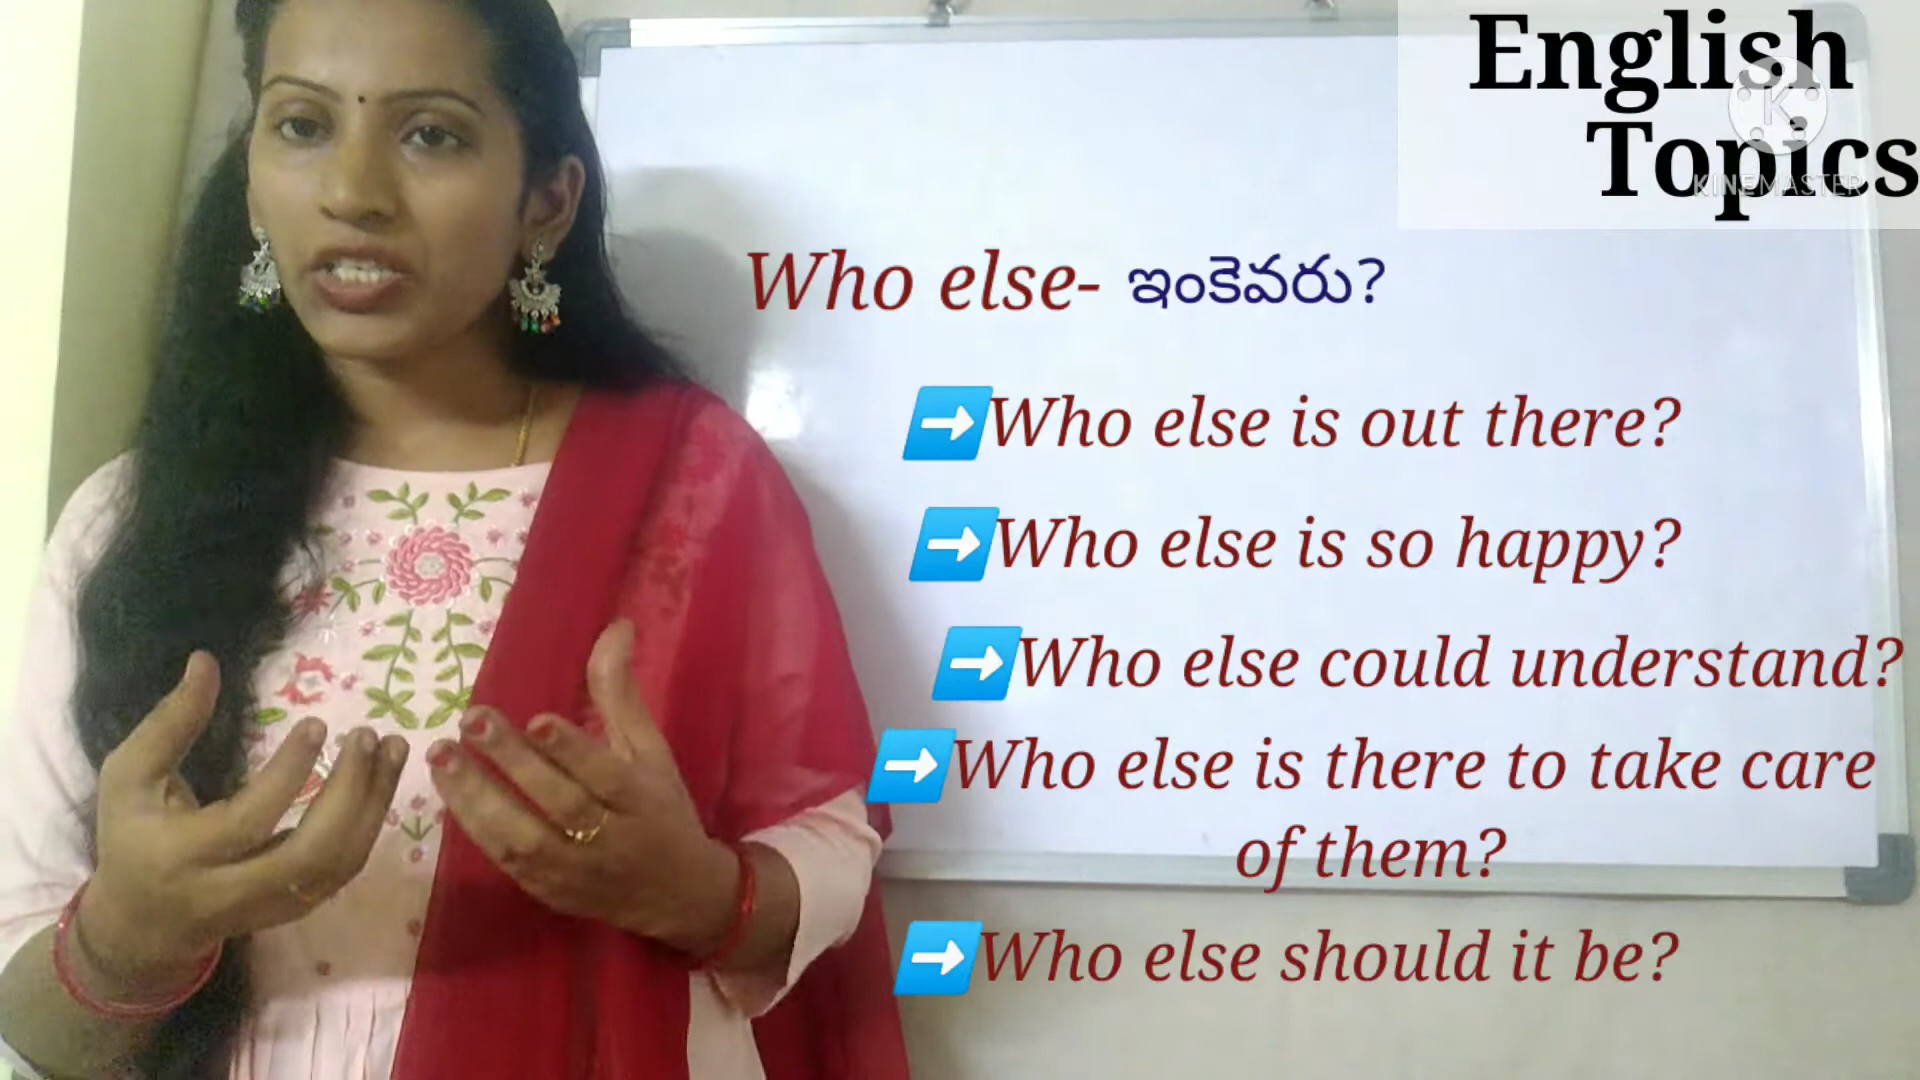 English
Topics
KINEMASTER
Who else- ఇంకెవరు?
➡Who else is out there?
➡Who else is so happy?
➡Who else could understand?
➡Who else is there to take care
of them?
➡Who else should it be?